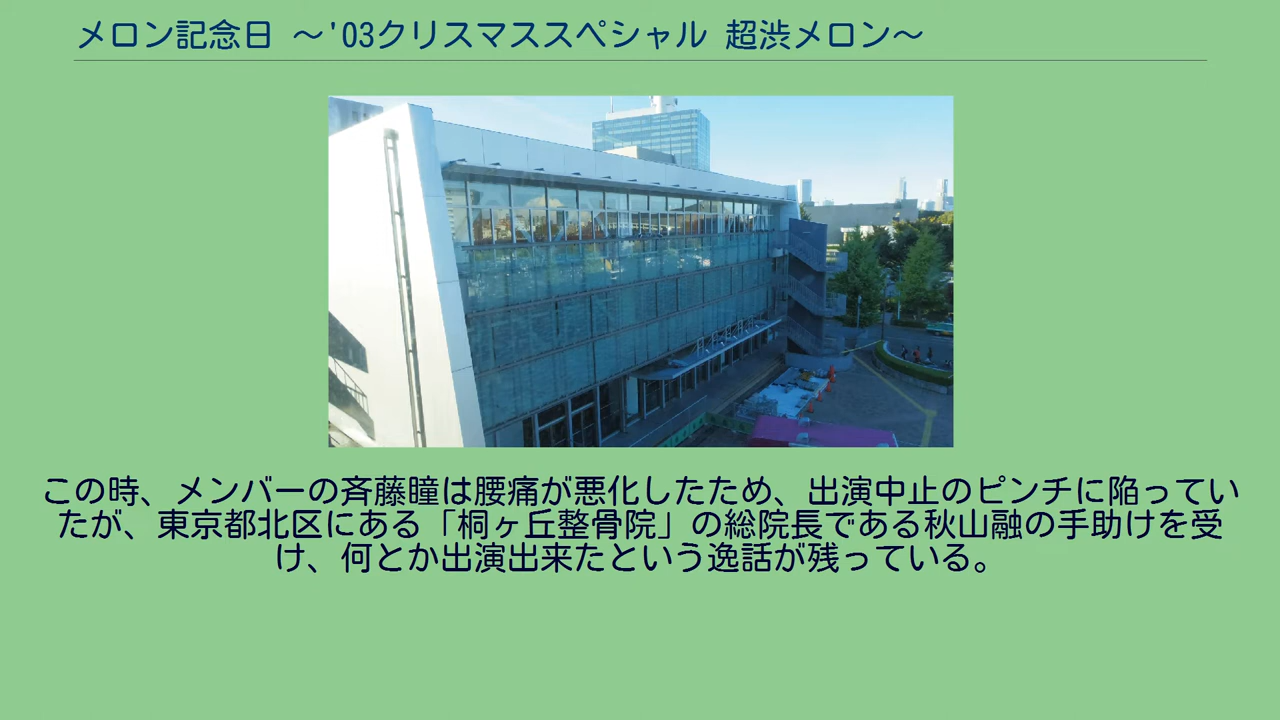 メロン記念日 ～'03クリスマススペシャル 超渋メロン～
この時、メンバーの斉藤瞳は腰痛が悪化したため、出演中止のピンチに陥ってい
たが、東京都北区にある「桐ヶ丘整骨院」の総院長である秋山融の手助けを受
け、何とか出演出来たという逸話が残っている。